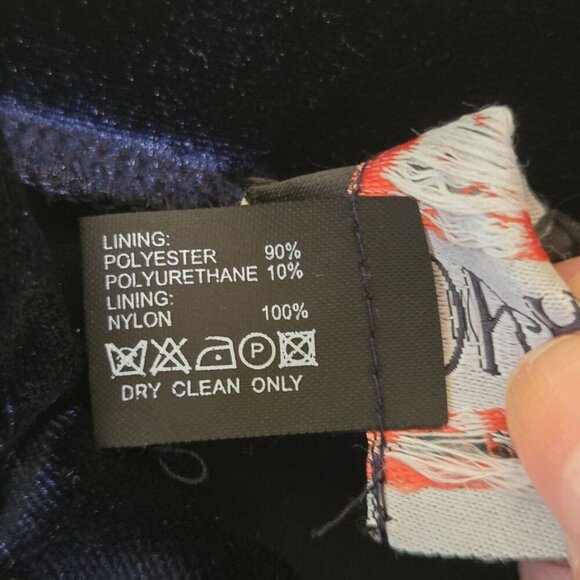 LINING:
POLYESTER 90%
POLYURETHANE 10%
LINING:
NYLON 100%
P
DRY CLEAN ONLY